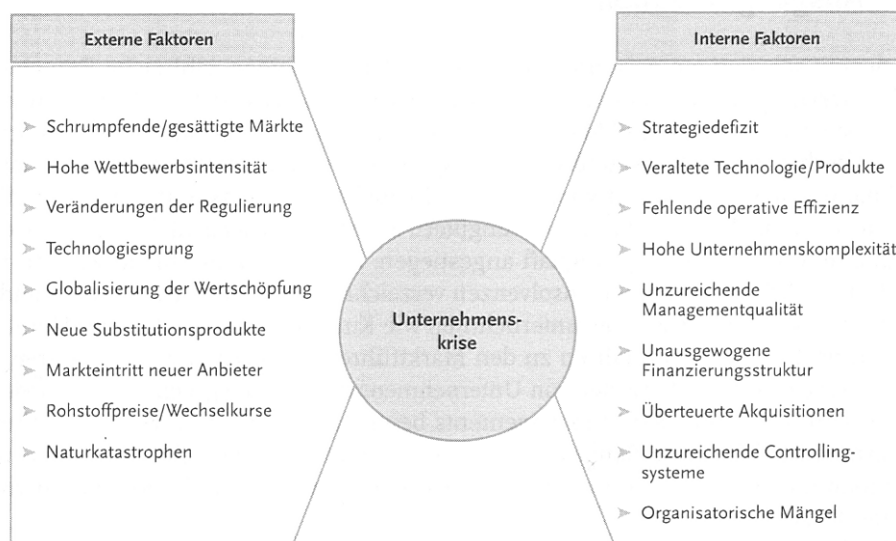 Externe Faktoren
Schrumpfende/gesättigte Märkte
Hohe Wettbewerbsintensität
Veränderungen der Regulierung
Technologiesprung
Globalisierung der Wertschöpfung
Neue Substitutionsprodukte
Markteintritt neuer Anbieter
Rohstoffpreise/Wechselkurse
Naturkatastrophen
Unternehmens-
krise
Interne Faktoren
Strategiedefizit
Veraltete Technologie/Produkte
Fehlende operative Effizienz
Hohe Unternehmenskomplexität
Unzureichende
Managementqualität
Unausgewogene
Finanzierungsstruktur
Überteuerte Akquisitionen
Unzureichende Controlling-
systeme
Organisatorische Mängel